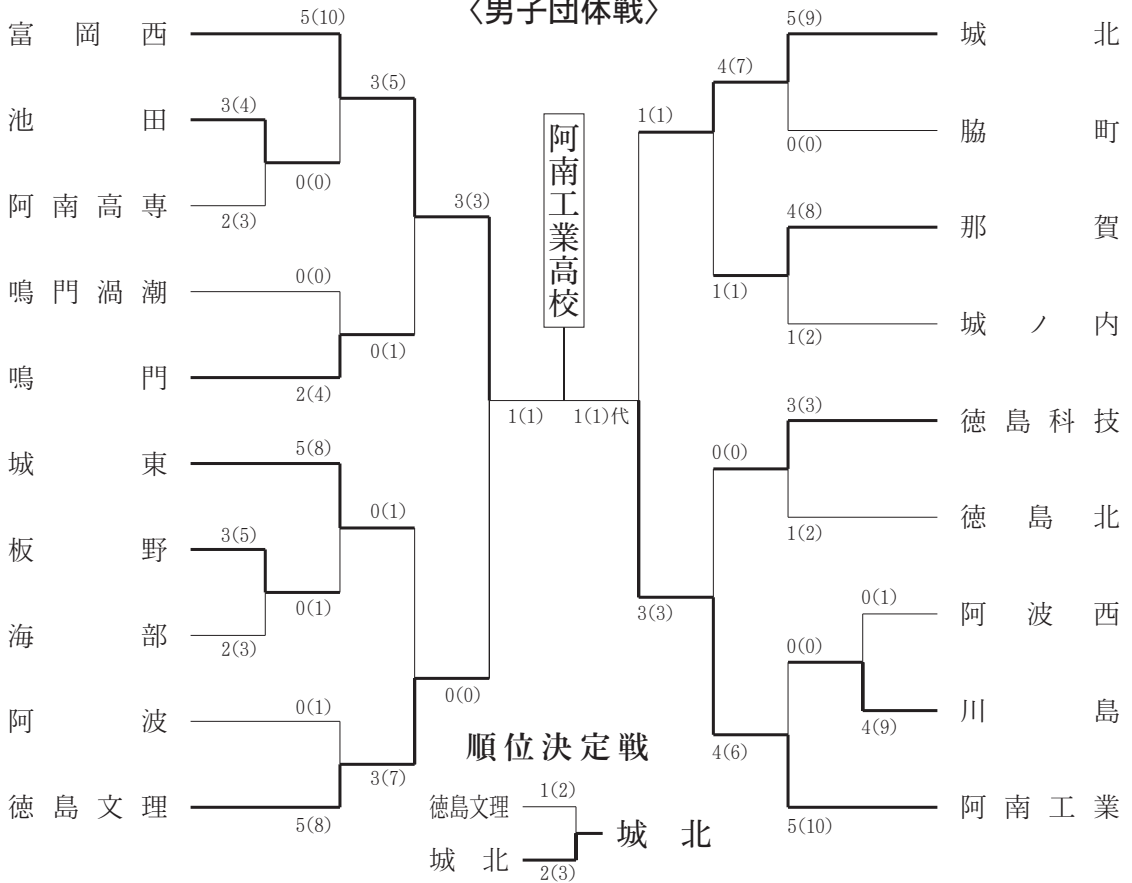 〈男子団体戦〉
富岡西
5(10)
3(5)
池田
3(4)
0(0)
阿南高専
2(3)
3(3)
鳴門渦潮
0(0)
0(1)
鳴門
2(4)
城東
5(8)
0(1)
板野
3(5)
0(1)
海部
2(3)
0(0)
阿波
0(1)
3(7)
徳島文理
5(8)
阿南工業高校
1(1)
1(1)代
5(9)
城北
4(7)
1(1)
0(0)
脇町
4(8)
那賀
1(1)
1(2)
城ノ内
3(3)
徳島科技
0(0)
1(2)
徳島北
3(3)
0(1)
阿波西
0(0)
4(9)
川島
4(6)
5(10)
阿南工業
順位決定戦
徳島文理
1(2)
城北
城北
2(3)